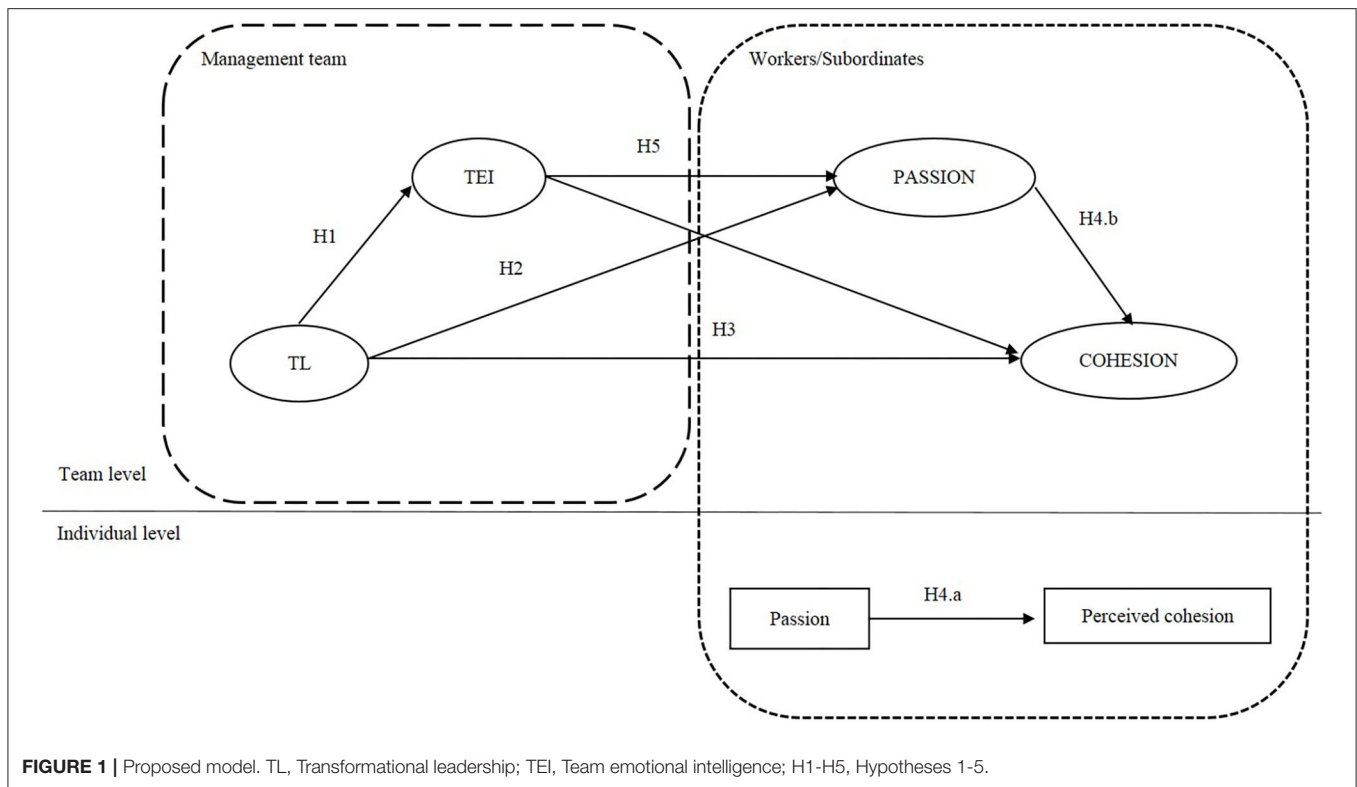 Management team
Workers/Subordinates
H5
TEI
PASSION
H1
H2
H4.b
H3
TL
COHESION
Team level
Individual level
H4.a
Passion
Perceived cohesion
FIGURE 1 | Proposed model. TL, Transformational leadership; TEI, Team emotional intelligence; H1-H5, Hypotheses 1-5.